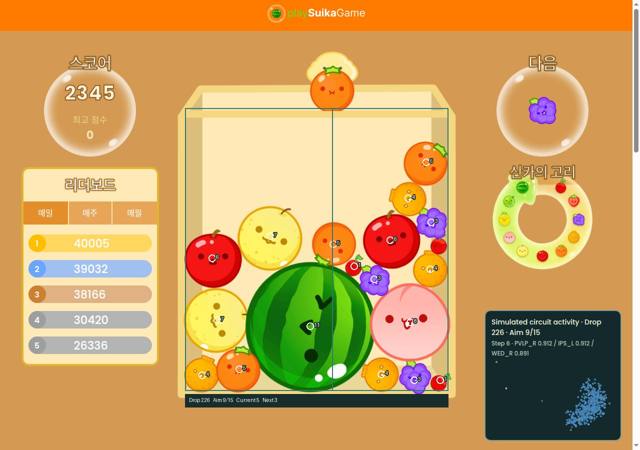 playSuikaGame
스코어
2345
최고 점수
0
다음
리더보드
매일
매주
매월
1 40005
2 39032
3 38166
4 30420
5 26336
신카의 고리
Simulated circuit activity · Drop
226 · Aim 9/15
Step 6 · PVLP_R 0.912 / IPS_L 0.912 /
WED_R 0.891
Drop 226 Aim 9/15 Current 5 Next 3